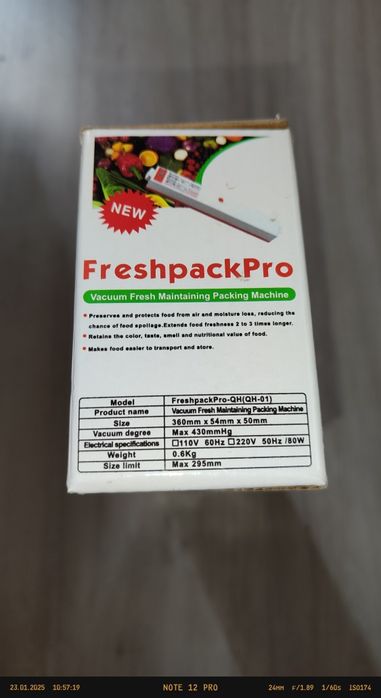 NEW
FreshpackPro
Vacuum Fresh Maintaining Packing Machine
Preserves and protects food from air and moisture loss, reducing the
chance of food spoilage.Extends food freshness 2 to 3 times longer.
Retains the color, taste, smell and nutritional value of food.
Makes food easier to transport and store.
Model FreshpackPro-QH(QH-01)
Product name Vacuum Fresh Maintaining Packing Machine
Size 360mm x 54mm x 50mm
Vacuum degree Max 430mmHg
Electrical specifications ☐110V 60Hz ☐220V 50Hz /80W
Weight 0.6Kg
Size limit Max 295mm
23.01.2025 10:57:19 NOTE 12 PRO 24MM F/1.89 1/60s ISO174